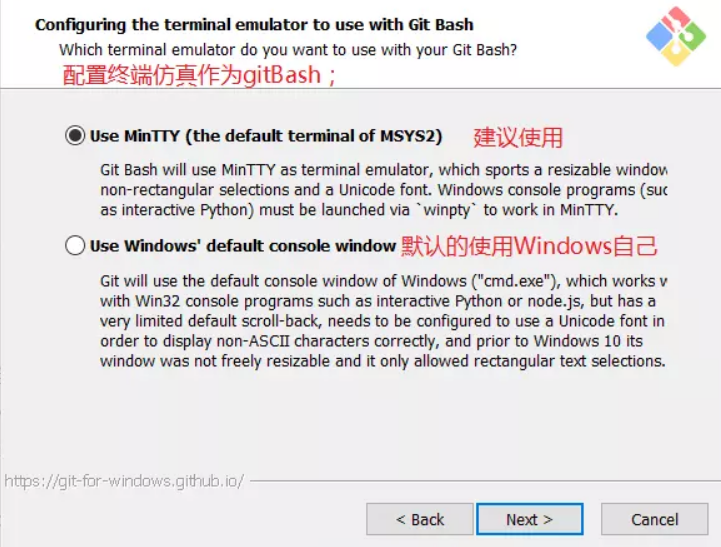 Configuring the terminal emulator to use with Git Bash
Which terminal emulator do you want to use with your Git Bash?
配置终端仿真作为gitBash；
Use MinTTY (the default terminal of MSYS2) 建议使用
Git Bash will use MinTTY as terminal emulator, which sports a resizable window
non-rectangular selections and a Unicode font. Windows console programs (suc
as interactive Python) must be launched via `winpty` to work in MinTTY.
Use Windows' default console window 默认的使用Windows自己
Git will use the default console window of Windows ("cmd.exe"), which works w
with Win32 console programs such as interactive Python or node.js, but has a
very limited default scroll-back, needs to be configured to use a Unicode font in
order to display non-ASCII characters correctly, and prior to Windows 10 its
window was not freely resizable and it only allowed rectangular text selections.
https://git-for-windows.github.io/
< Back Next > Cancel